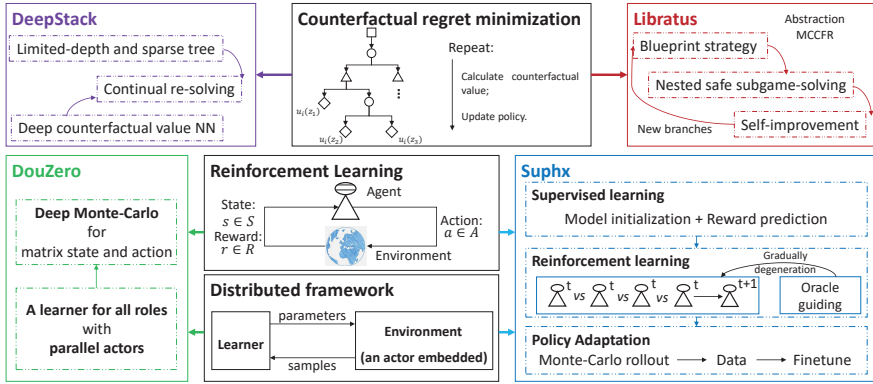 DeepStack
Limited-depth and sparse tree
Continual re-solving
Deep counterfactual value NN
Counterfactual regret minimization
Repeat:
Calculate counterfactual
value;
Update policy.
u_i(z_1)
u_i(z_2)
u_i(z_3)
Libratus
Abstraction
MCCFR
Blueprint strategy
Nested safe subgame-solving
New branches
Self-improvement
DouZero
Deep Monte-Carlo
for
matrix state and action
A learner for all roles
with
parallel actors
Reinforcement Learning
Agent
State:
s ∈ S
Reward:
r ∈ R
Action:
a ∈ A
Environment
Distributed framework
parameters
Learner
Environment
(an actor embedded)
samples
Suphx
Supervised learning
Model initialization + Reward prediction
Reinforcement learning
Gradually
degeneration
t vs t vs t vs t t+1
Oracle
guiding
Policy Adaptation
Monte-Carlo rollout Data Finetune